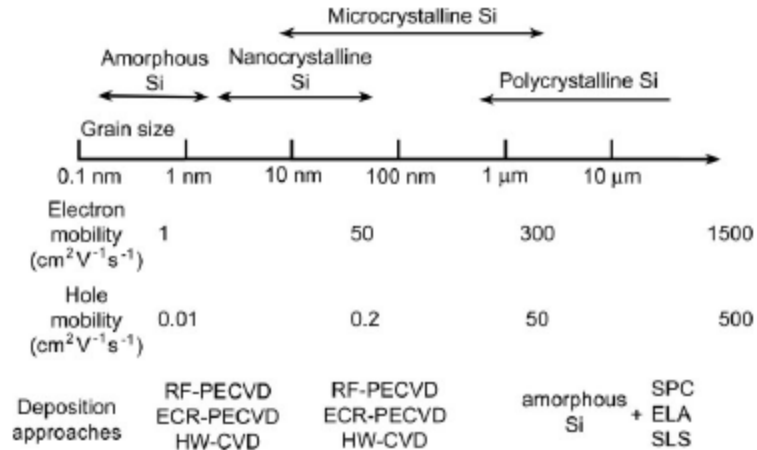 Microcrystalline Si
Amorphous
Si
Nanocrystalline
Si
Polycrystalline Si
Grain size
0.1 nm 1 nm 10 nm 100 nm 1 μm 10 μm
Electron
mobility
(cm²V⁻¹s⁻¹)
1 50 300 1500
Hole
mobility
(cm²V⁻¹s⁻¹)
0.01 0.2 50 500
Deposition
approaches
RF-PECVD
ECR-PECVD
HW-CVD
RF-PECVD
ECR-PECVD
HW-CVD
amorphous
Si
+
SPC
ELA
SLS